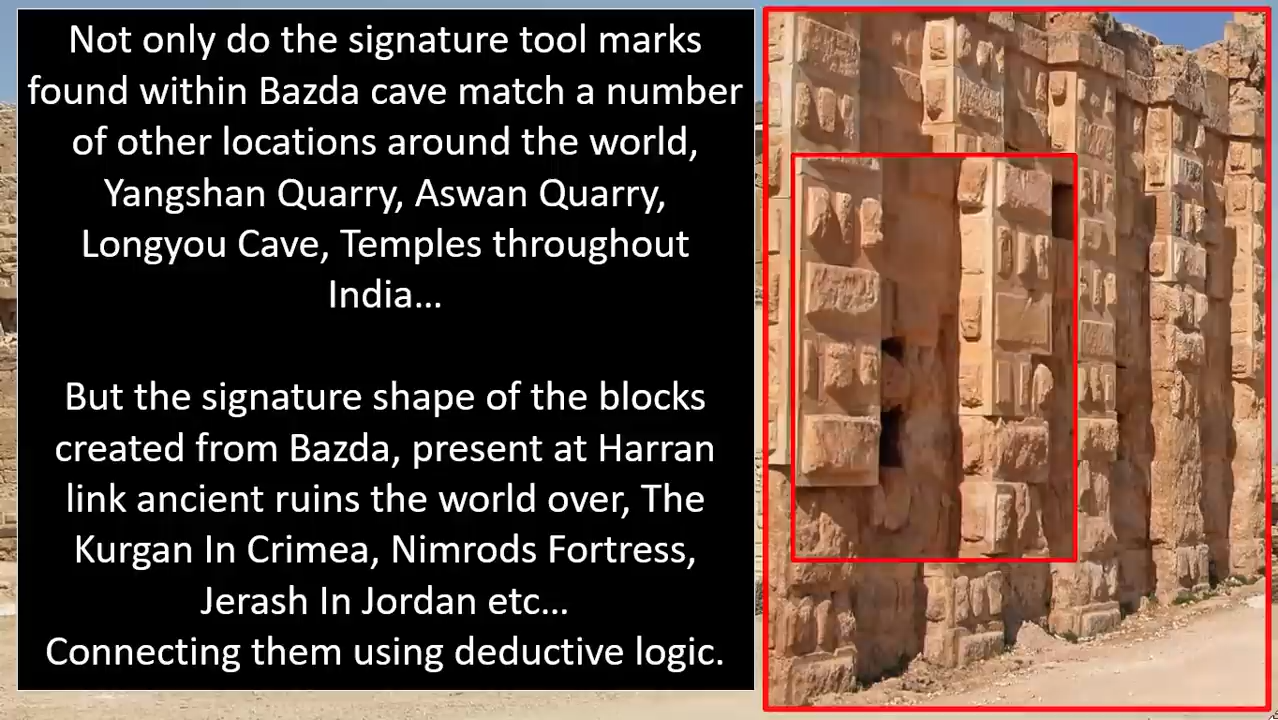 Not only do the signature tool marks
found within Bazda cave match a number
of other locations around the world,
Yangshan Quarry, Aswan Quarry,
Longyou Cave, Temples throughout
India...
But the signature shape of the blocks
created from Bazda, present at Harran
link ancient ruins the world over, The
Kurgan In Crimea, Nimrods Fortress,
Jerash In Jordan etc...
Connecting them using deductive logic.